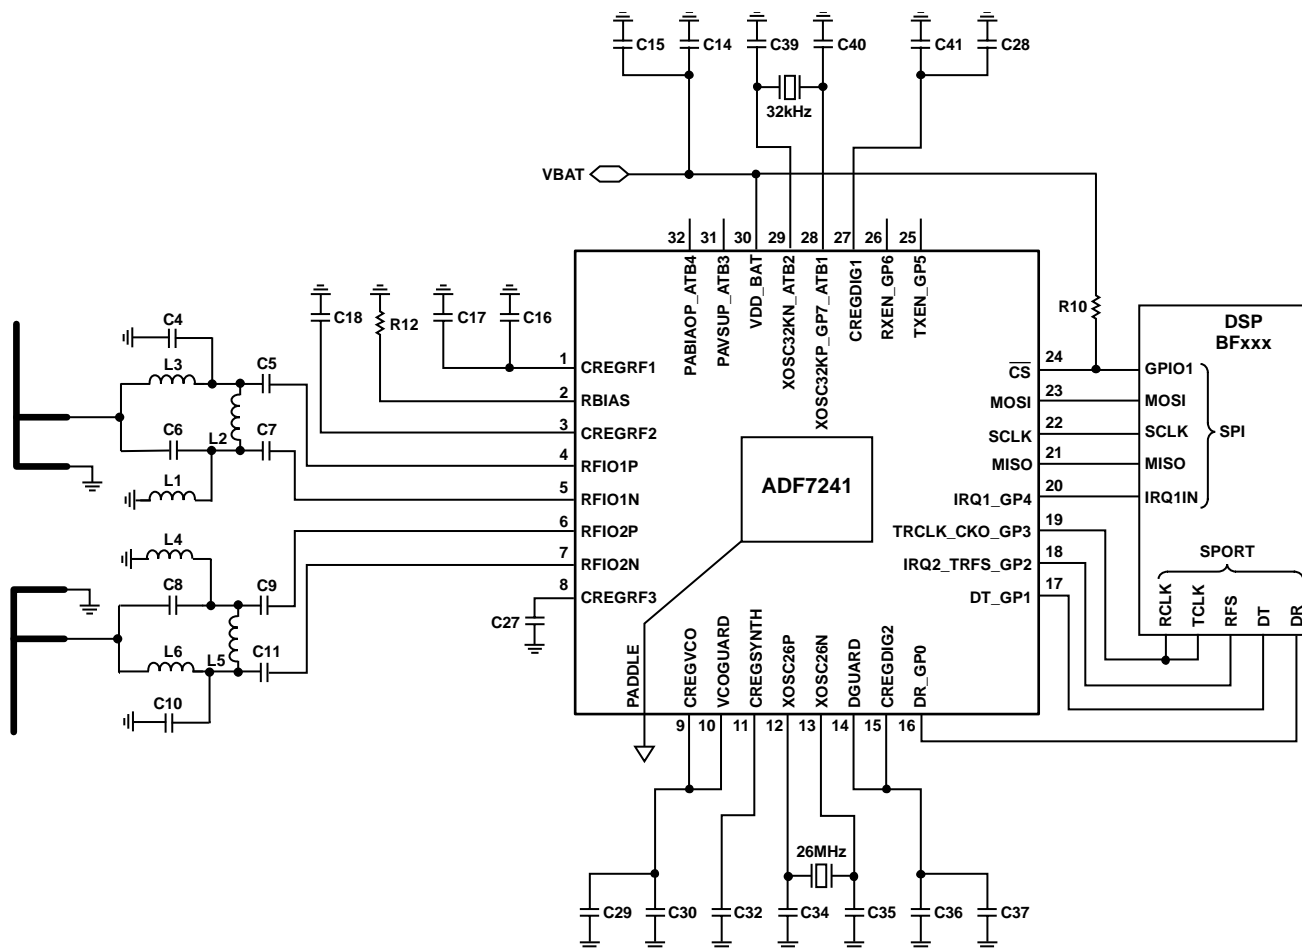 C15
C14
C39
C40
C41
C28
32kHz
VBAT
32
31
30
29
28
27
26
25
PABIAOP_ATB4
PAVSUP_ATB3
VDD_BAT
XOSC32KN_ATB2
XOSC32KP_GP7_ATB1
CREGDIG1
RXEN_GP6
TXEN_GP5
C18
R12
C17
C16
R10
DSP
BFxxx
C4
L3
C5
C6
L2
C7
L1
L4
C8
C9
L6
L5
C11
C10
1
CREGRF1
2
RBIAS
3
CREGRF2
4
RFIO1P
5
RFIO1N
6
RFIO2P
7
RFIO2N
8
CREGRF3
C27
ADF7241
24
CS
GPIO1
23
MOSI
MOSI
22
SCLK
SCLK
SPI
21
MISO
MISO
20
IRQ1_GP4
IRQ1IN
19
TRCLK_CKO_GP3
18
IRQ2_TRFS_GP2
17
DT_GP1
SPORT
RCLK
TCLK
RFS
DT
DR
PADDLE
CREGVCO
VCOGUARD
CREGSYNTH
XOSC26P
XOSC26N
DGUARD
CREGDIG2
DR_GP0
9
10
11
12
13
14
15
16
26MHz
C29
C30
C32
C34
C35
C36
C37